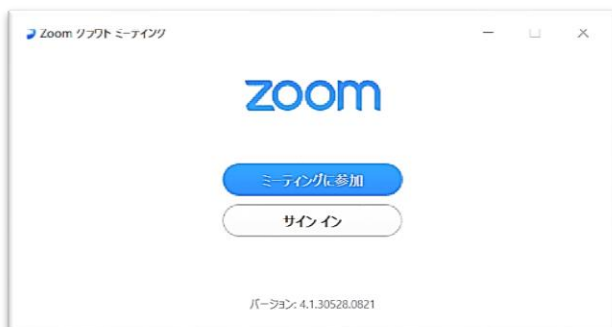 Zoom クラウド ミーティング
zoom
ミーティングに参加
サイン イン
バージョン: 4.1.30528.0821